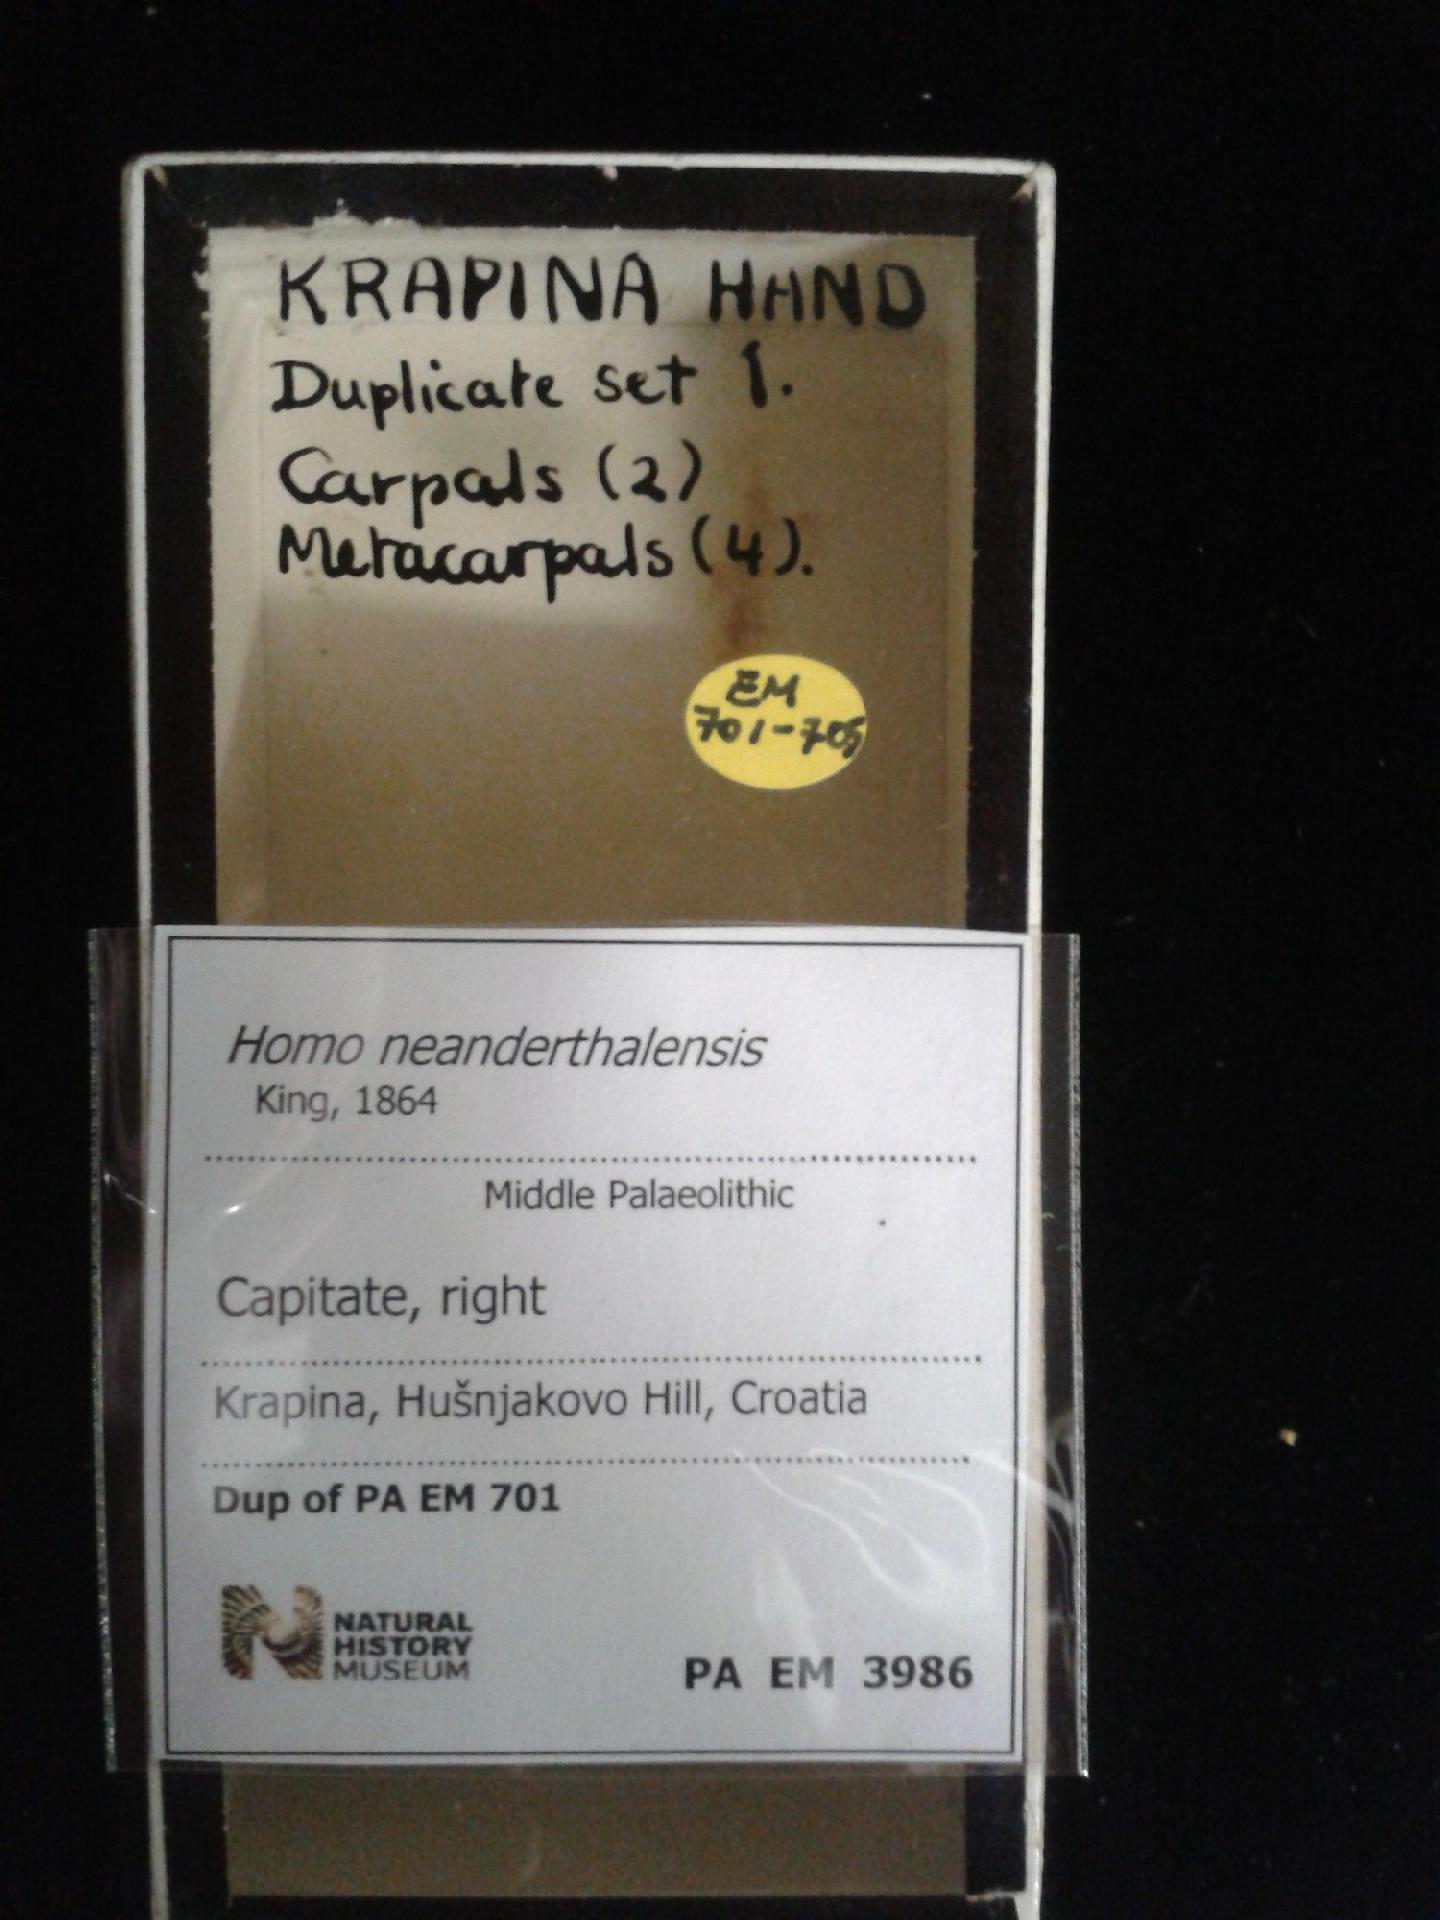 KRAPINA HAND
Duplicate set 1.
Carpals (2)
Metacarpals (4).
EM
701-705
Homo neanderthalensis
King, 1864
Middle Palaeolithic
Capitate, right
Krapina, Hušnjakovo Hill, Croatia
Dup of PA EM 701
NATURAL
HISTORY
MUSEUM
PA EM 3986